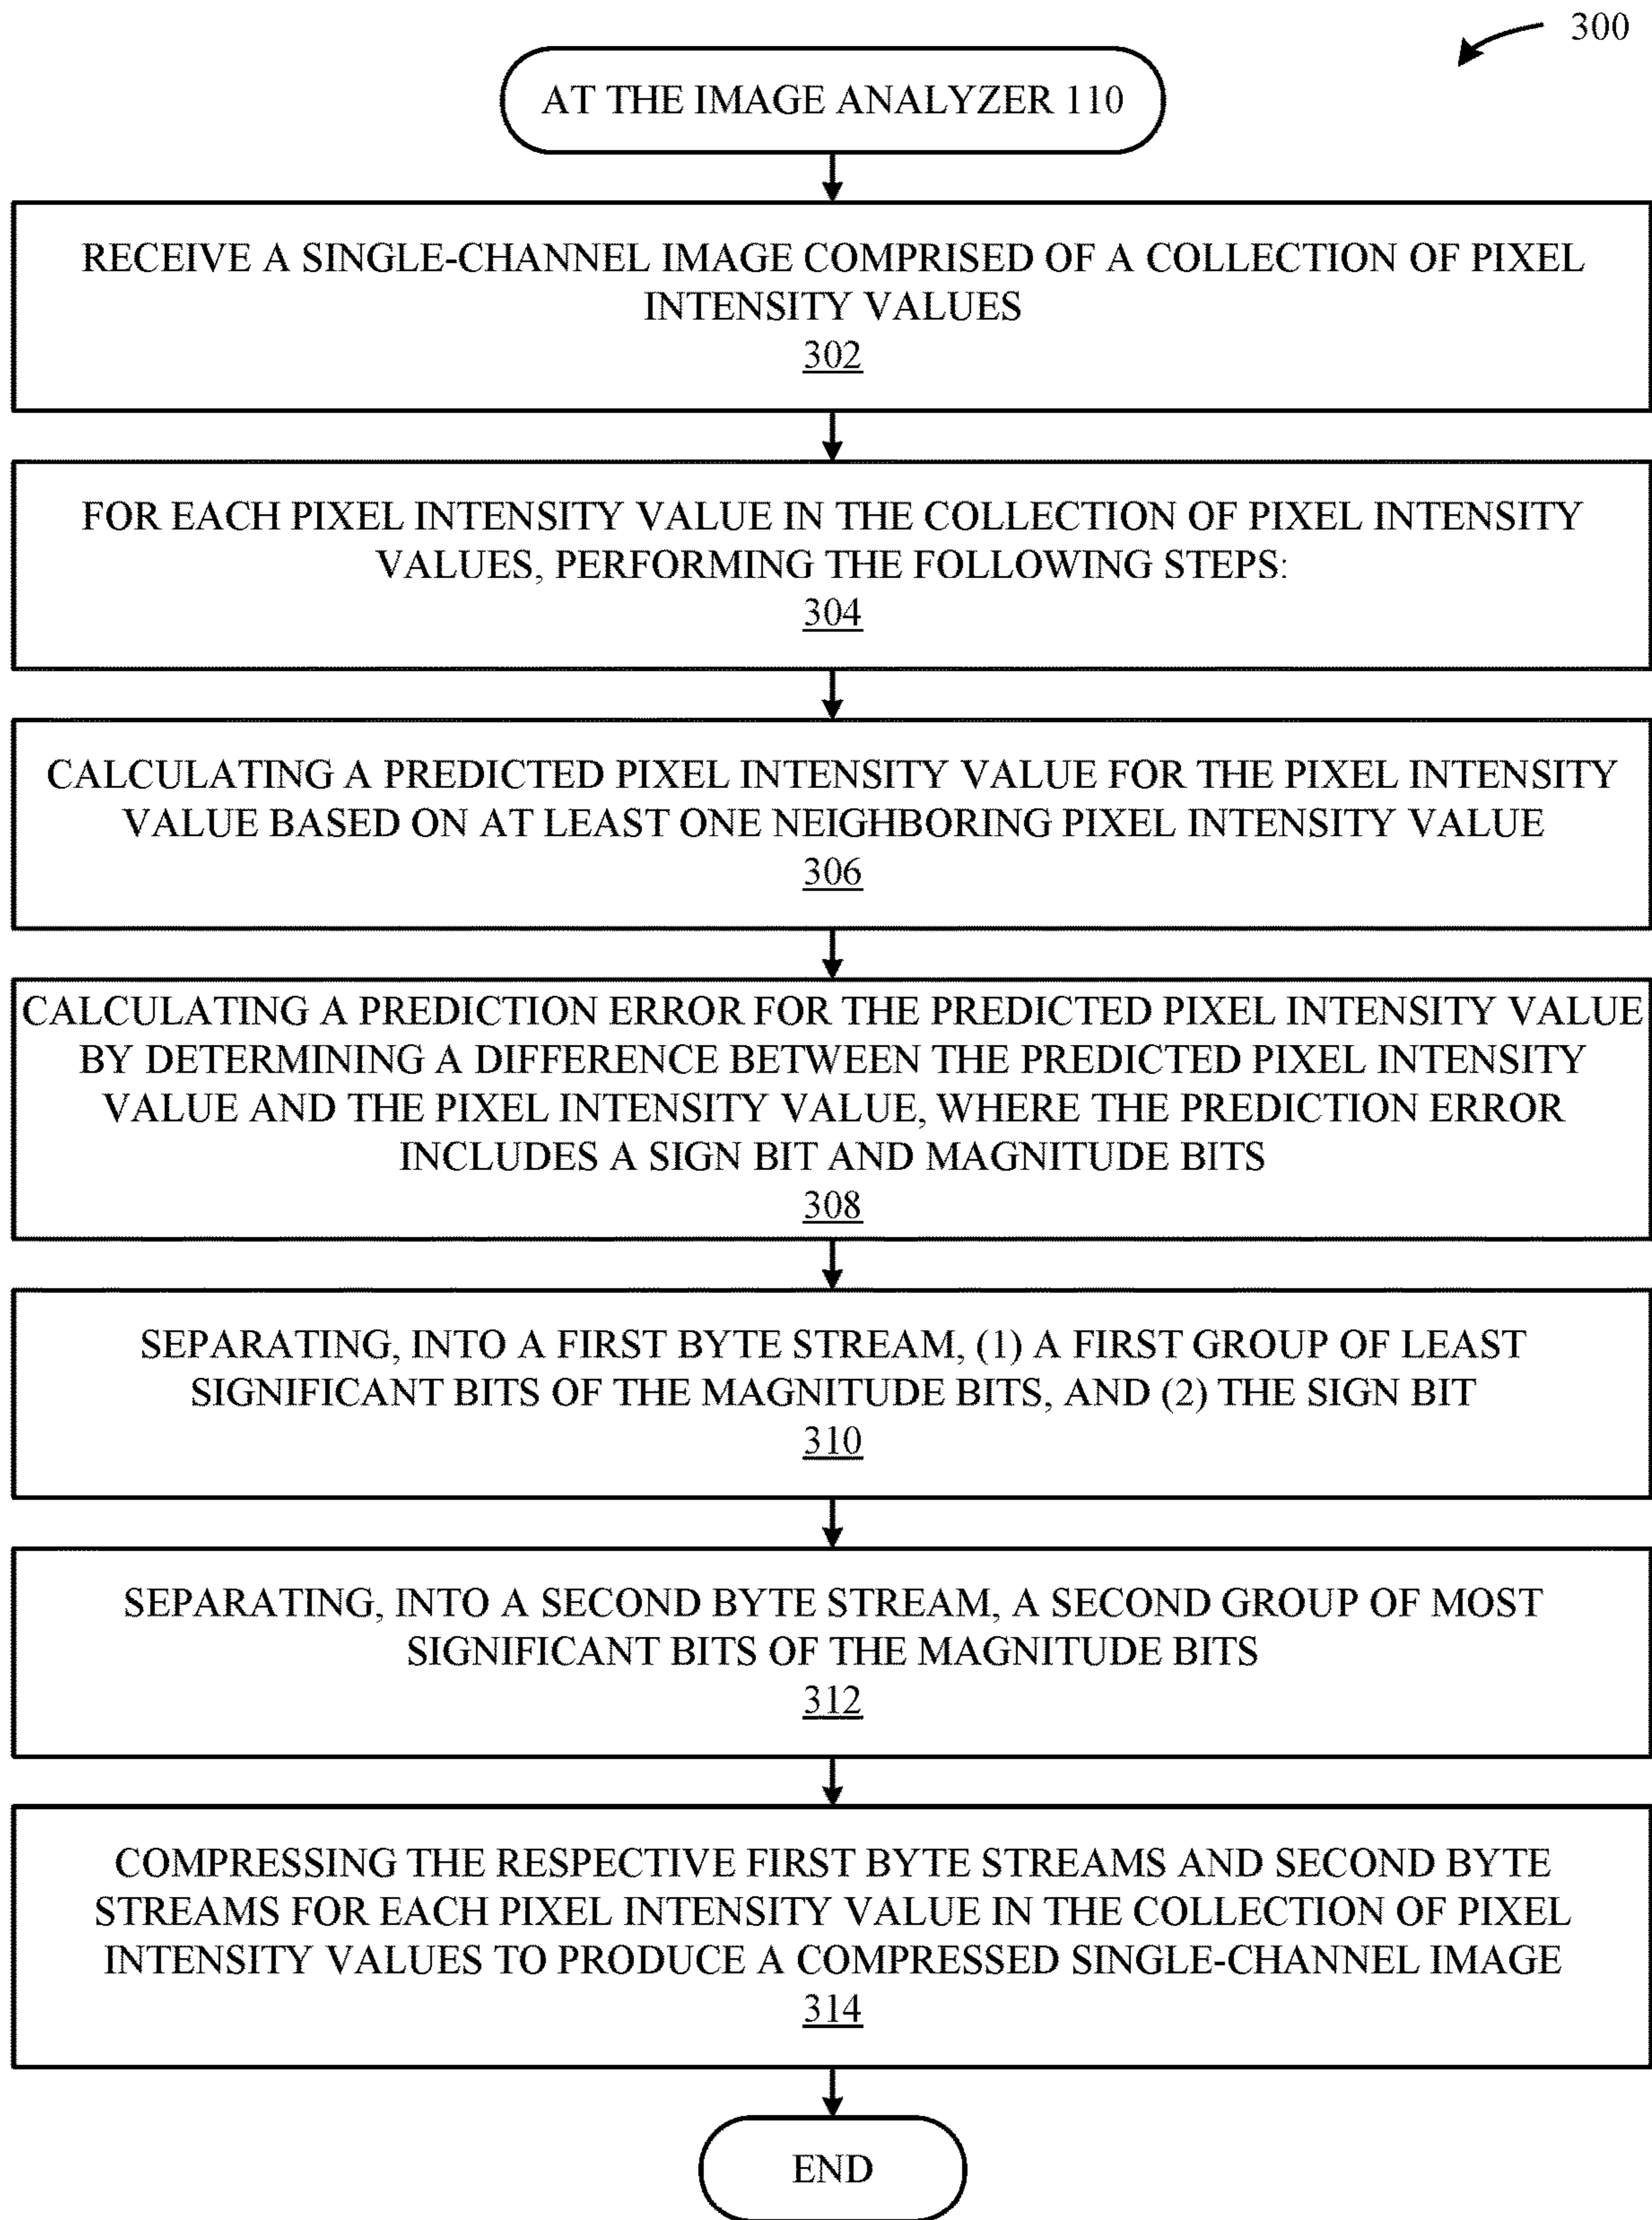 300
AT THE IMAGE ANALYZER 110
RECEIVE A SINGLE-CHANNEL IMAGE COMPRISED OF A COLLECTION OF PIXEL
INTENSITY VALUES
302
FOR EACH PIXEL INTENSITY VALUE IN THE COLLECTION OF PIXEL INTENSITY
VALUES, PERFORMING THE FOLLOWING STEPS:
304
CALCULATING A PREDICTED PIXEL INTENSITY VALUE FOR THE PIXEL INTENSITY
VALUE BASED ON AT LEAST ONE NEIGHBORING PIXEL INTENSITY VALUE
306
CALCULATING A PREDICTION ERROR FOR THE PREDICTED PIXEL INTENSITY VALUE
BY DETERMINING A DIFFERENCE BETWEEN THE PREDICTED PIXEL INTENSITY
VALUE AND THE PIXEL INTENSITY VALUE, WHERE THE PREDICTION ERROR
INCLUDES A SIGN BIT AND MAGNITUDE BITS
308
SEPARATING, INTO A FIRST BYTE STREAM, (1) A FIRST GROUP OF LEAST
SIGNIFICANT BITS OF THE MAGNITUDE BITS, AND (2) THE SIGN BIT
310
SEPARATING, INTO A SECOND BYTE STREAM, A SECOND GROUP OF MOST
SIGNIFICANT BITS OF THE MAGNITUDE BITS
312
COMPRESSING THE RESPECTIVE FIRST BYTE STREAMS AND SECOND BYTE
STREAMS FOR EACH PIXEL INTENSITY VALUE IN THE COLLECTION OF PIXEL
INTENSITY VALUES TO PRODUCE A COMPRESSED SINGLE-CHANNEL IMAGE
314
END